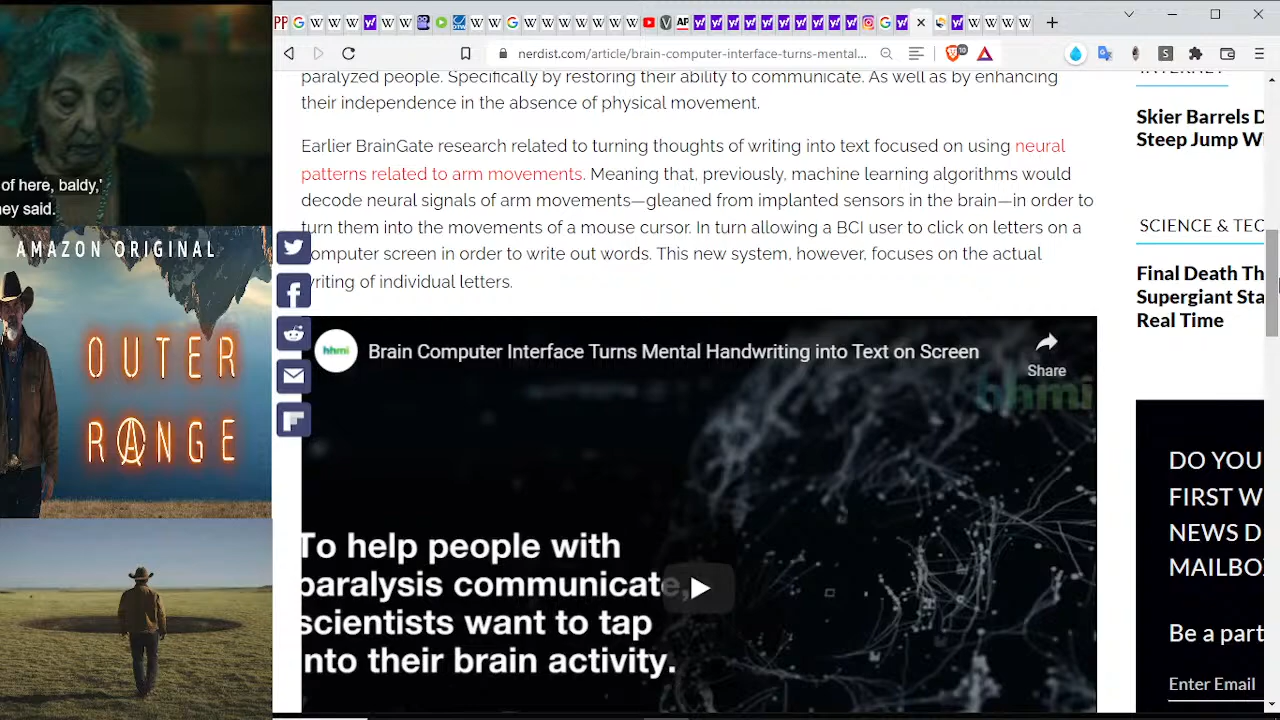 of here, baldy,'
ey said.
AMAZON ORIGINAL
OUTER
RANGE
nerdist.com/article/brain-computer-interface-turns-mental...
paralyzed people. Specifically by restoring their ability to communicate. As well as by enhancing
their independence in the absence of physical movement.
Earlier BrainGate research related to turning thoughts of writing into text focused on using neural
patterns related to arm movements. Meaning that, previously, machine learning algorithms would
decode neural signals of arm movements—gleaned from implanted sensors in the brain—in order to
turn them into the movements of a mouse cursor. In turn allowing a BCI user to click on letters on a
computer screen in order to write out words. This new system, however, focuses on the actual
writing of individual letters.
hhmi
Brain Computer Interface Turns Mental Handwriting into Text on Screen
Share
hhmi
To help people with
paralysis communicate,
scientists want to tap
into their brain activity.
INTERNET
Skier Barrels D
Steep Jump Wi
SCIENCE & TEC
Final Death Th
Supergiant Sta
Real Time
DO YOU
FIRST W
NEWS D
MAILBO
Be a part
Enter Email